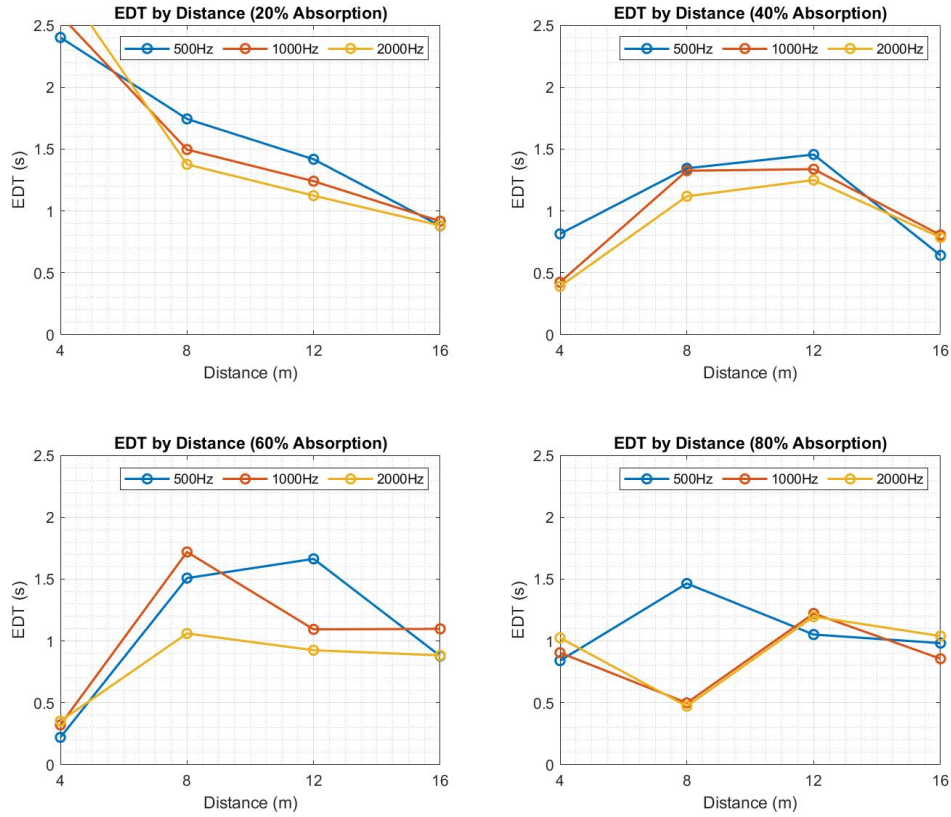 EDT by Distance (20% Absorption)
2.5
2
1.5
1
0.5
0
EDT (s)
500Hz 1000Hz 2000Hz
4 8 12 16
Distance (m)
EDT by Distance (40% Absorption)
2.5
2
1.5
1
0.5
0
EDT (s)
500Hz 1000Hz 2000Hz
4 8 12 16
Distance (m)
EDT by Distance (60% Absorption)
2.5
2
1.5
1
0.5
0
EDT (s)
500Hz 1000Hz 2000Hz
4 8 12 16
Distance (m)
EDT by Distance (80% Absorption)
2.5
2
1.5
1
0.5
0
EDT (s)
500Hz 1000Hz 2000Hz
4 8 12 16
Distance (m)